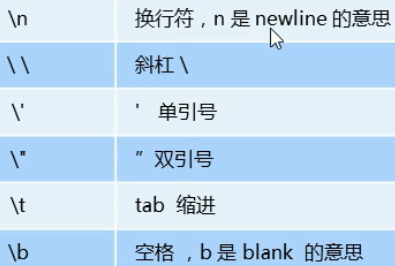 \n 换行符，n 是 newline 的意思
\\ 斜杠 \
\' ' 单引号
\" ″ 双引号
\t tab 缩进
\b 空格 ，b 是 blank 的意思